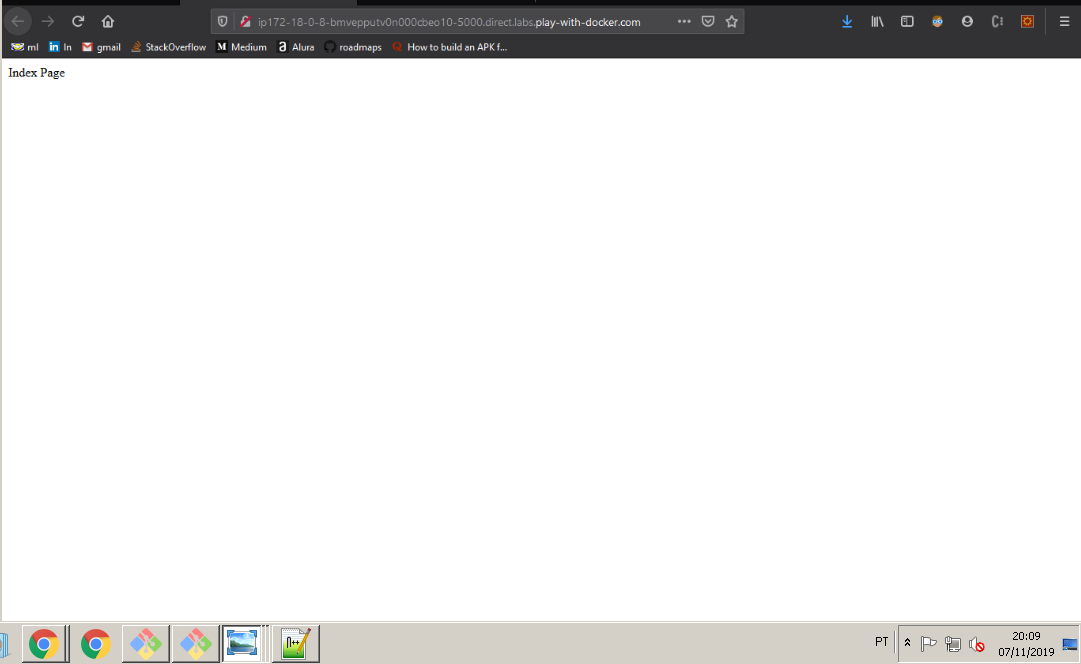 ip172-18-0-8-bmvepputv0n000cbeo10-5000.direct.labs.play-with-docker.com
ml In gmail StackOverflow Medium Alura roadmaps How to build an APK f...
Index Page
PT 20:09
07/11/2019